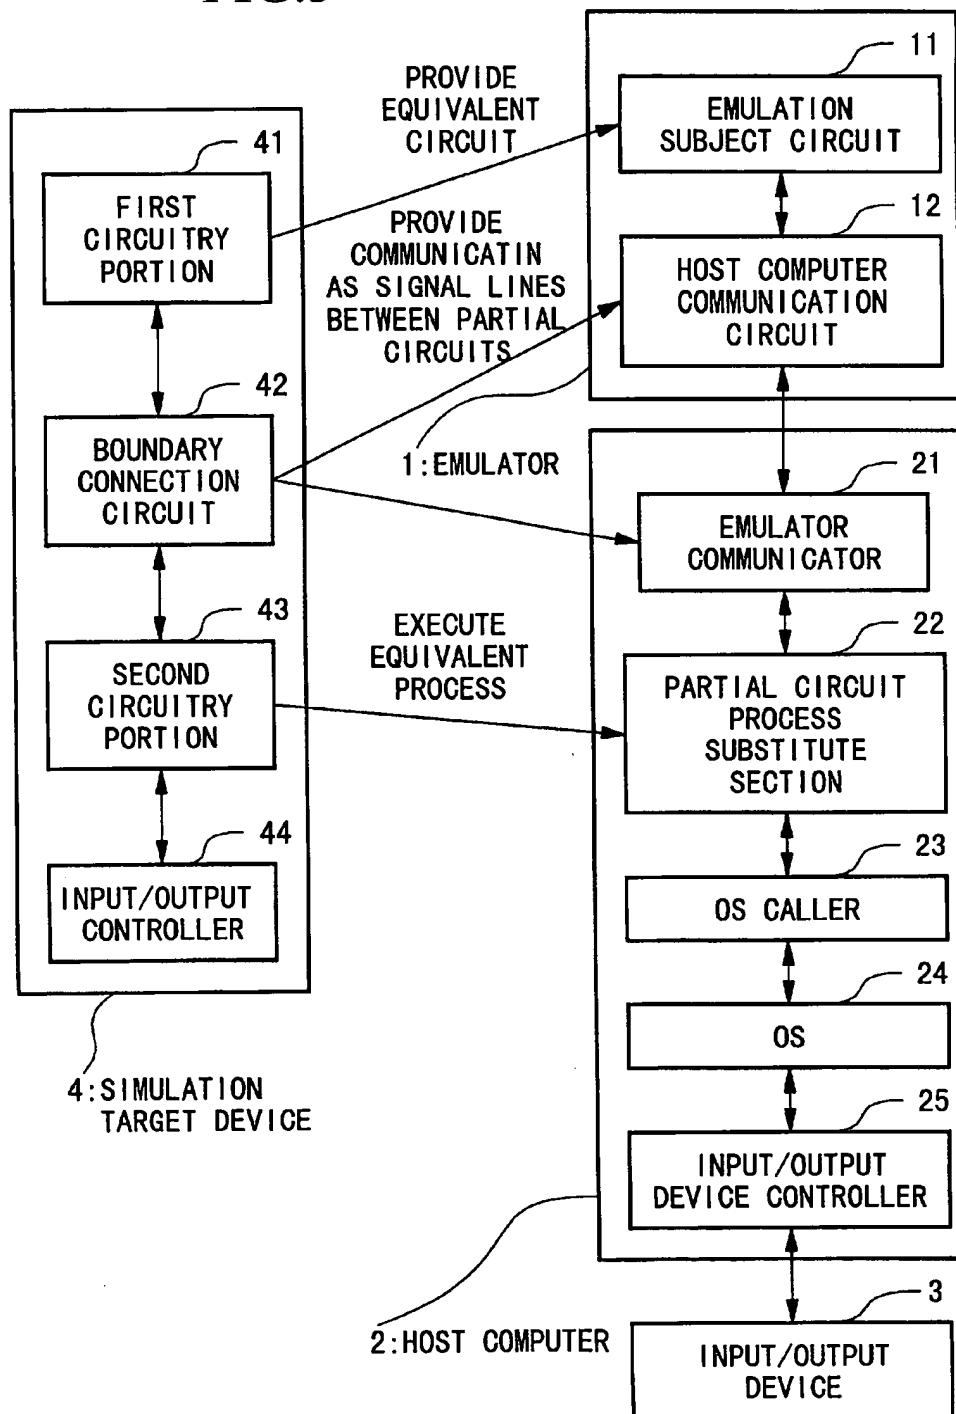 11
PROVIDE
EQUIVALENT
CIRCUIT
EMULATION
SUBJECT CIRCUIT
41
FIRST
CIRCUITRY
PORTION
12
PROVIDE
COMMUNICATIN
AS SIGNAL LINES
BETWEEN PARTIAL
CIRCUITS
HOST COMPUTER
COMMUNICATION
CIRCUIT
42
BOUNDARY
CONNECTION
CIRCUIT
1:EMULATOR
21
EMULATOR
COMMUNICATOR
43
SECOND
CIRCUITRY
PORTION
EXECUTE
EQUIVALENT
PROCESS
22
PARTIAL CIRCUIT
PROCESS
SUBSTITUTE
SECTION
44
INPUT/OUTPUT
CONTROLLER
23
OS CALLER
24
OS
4:SIMULATION
TARGET DEVICE
25
INPUT/OUTPUT
DEVICE CONTROLLER
2:HOST COMPUTER
3
INPUT/OUTPUT
DEVICE